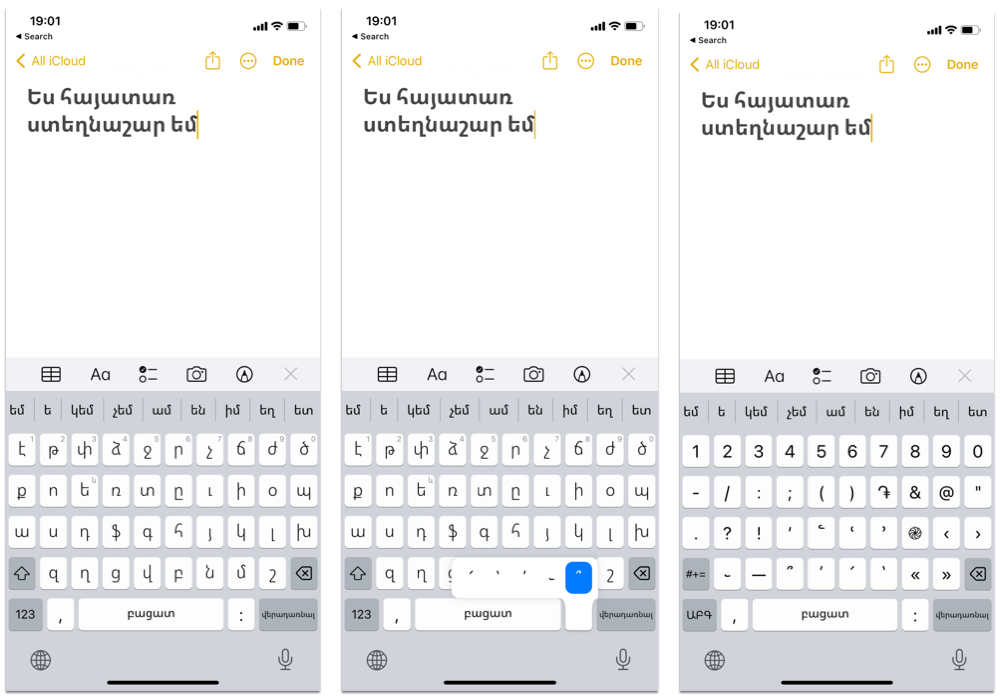 19:01
◀ Search
All iCloud
Done
Ես հայատառ
ստեղնաշար եմ
Aa
եմ ե կեմ չեմ ամ են իմ եղ ետ
է 1 թ 2 փ 3 ձ 4 ջ 5 ր 6 չ 7 ճ 8 ժ 9 ծ 0
ք ո ե և ռ տ ը ւ ի օ պ
ա ս դ ֆ գ հ յ կ լ խ
զ ղ ց վ բ ն մ շ
123 , բացատ : վերադառնալ
19:01
◀ Search
All iCloud
Done
Ես հայատառ
ստեղնաշար եմ
Aa
եմ ե կեմ չեմ ամ են իմ եղ ետ
է 1 թ 2 փ 3 ձ 4 ջ 5 ր 6 չ 7 ճ 8 ժ 9 ծ 0
ք ո ե և ռ տ ը ւ ի օ պ
ա ս դ ֆ գ հ յ կ լ խ
զ ղ ՛ ՝ ՚ ֊ ՞ շ
123 , բացատ վերադառնալ
19:01
◀ Search
All iCloud
Done
Ես հայատառ
ստեղնաշար եմ
Aa
եմ ե կեմ չեմ ամ են իմ եղ ետ
1 2 3 4 5 6 7 8 9 0
- / : ; ( ) ֏ & @ "
. ? ! ՛ ՟ ՙ ՚ ֎ ‹ ›
#+= ֊ — ՞ ՜ ՛ ՝ « »
ԱԲԳ , բացատ : վերադառնալ